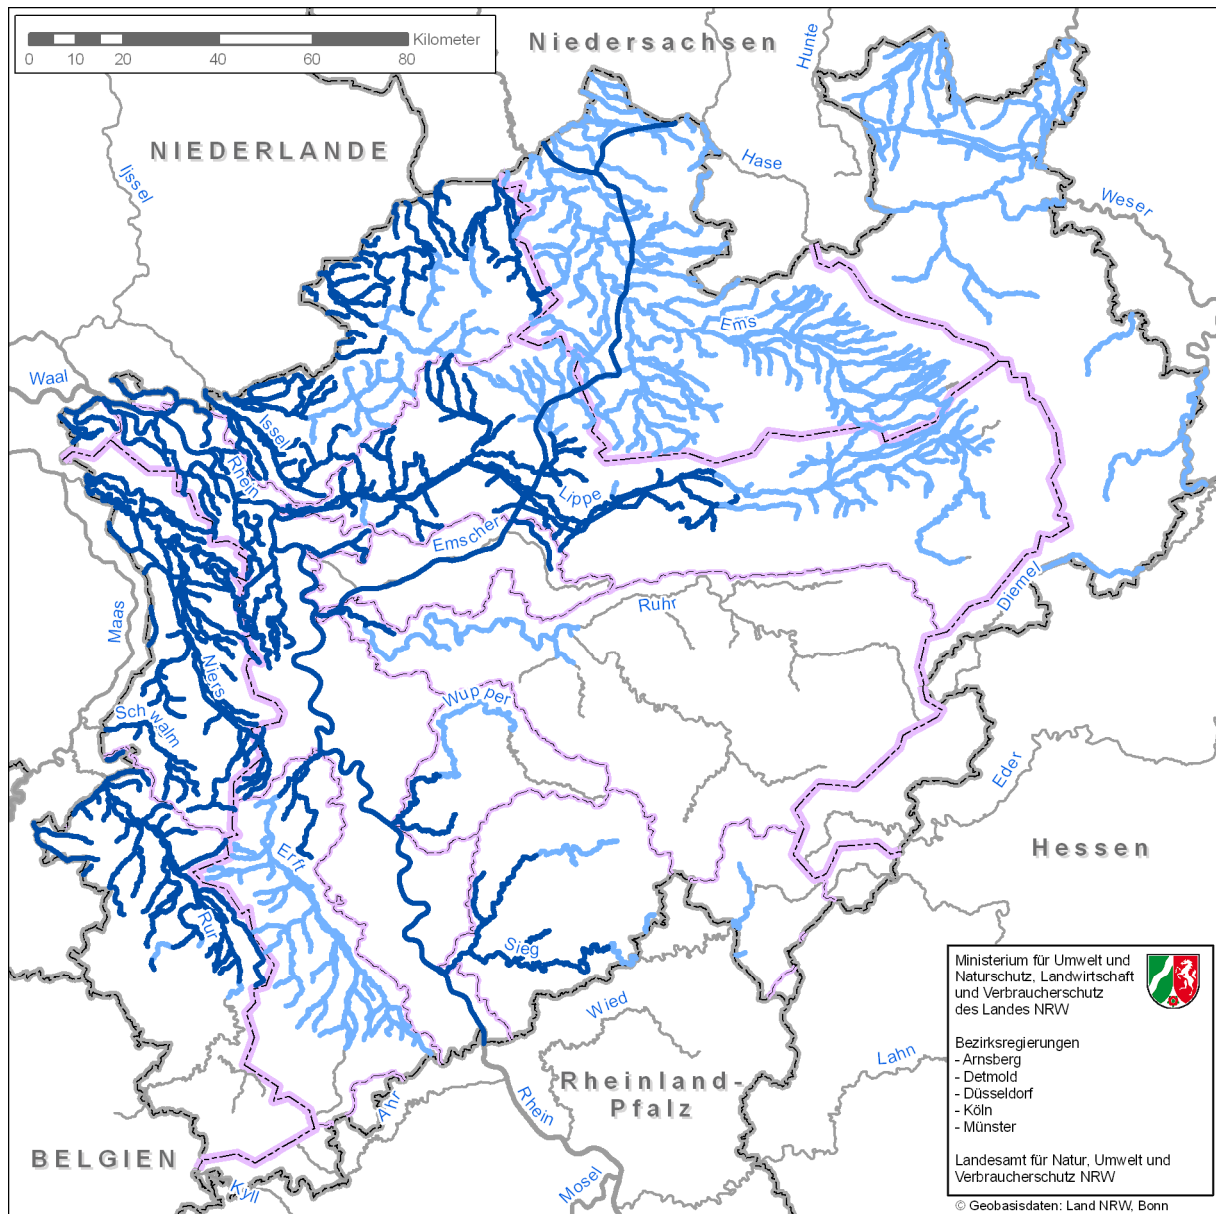 Kilometer
0 10 20 40 60 80
Niedersachsen
Hunte
NIEDERLANDE
Hase
Ijssel
Weser
Ems
Waal
Issel
Rhein
Lippe
Emscher
Diemel
Maas
Ruhr
Niers
Wupper
Schwalm
Eder
Hessen
Erft
Rur
Sieg
Wied
Lahn
Rheinland-
Pfalz
Rhein
Ahr
BELGIEN
Kyll
Mosel
Ministerium für Umwelt und
Naturschutz, Landwirtschaft
und Verbraucherschutz
des Landes NRW
Bezirksregierungen
- Arnsberg
- Detmold
- Düsseldorf
- Köln
- Münster
Landesamt für Natur, Umwelt und
Verbraucherschutz NRW
© Geobasisdaten: Land NRW, Bonn